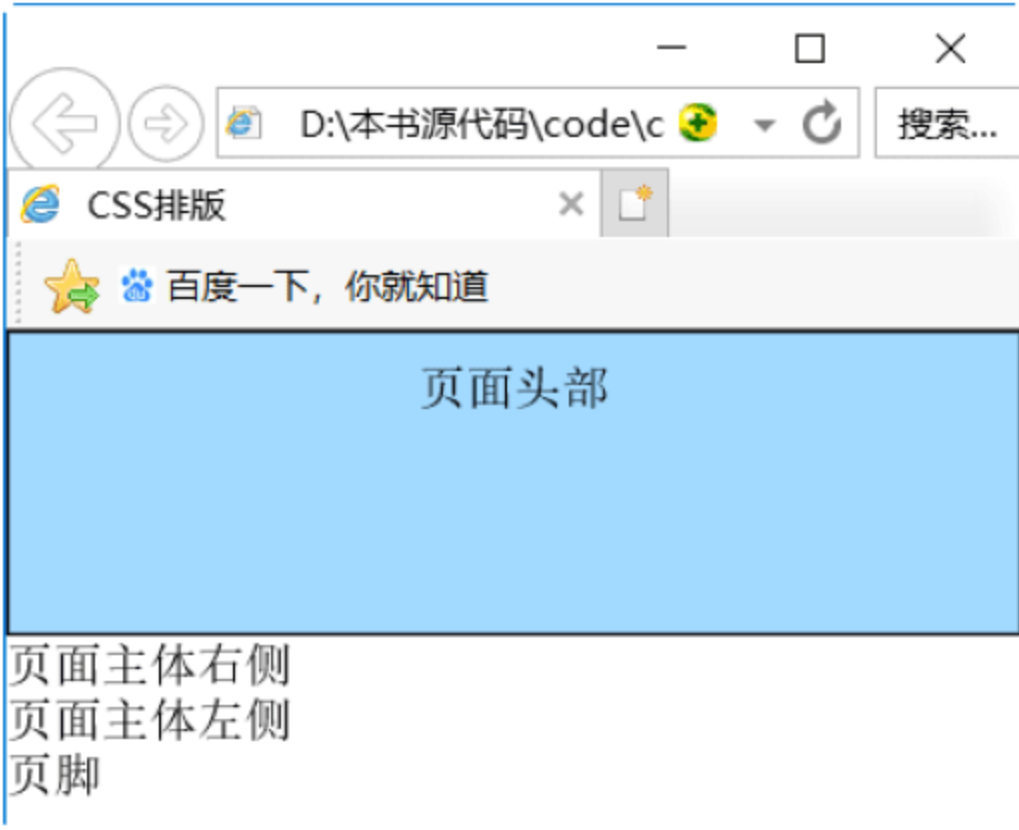 D:\本书源代码\code\c
搜索...
CSS排版
百度一下，你就知道
页面头部
页面主体右侧
页面主体左侧
页脚